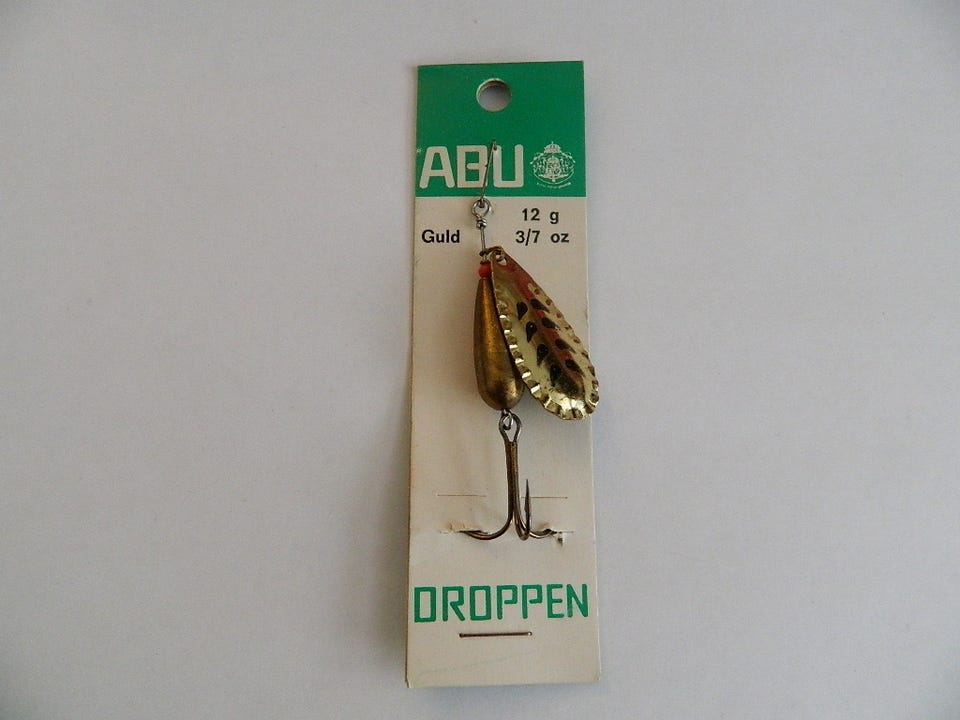 ABU
12 g
Guld 3/7 oz
DROPPEN